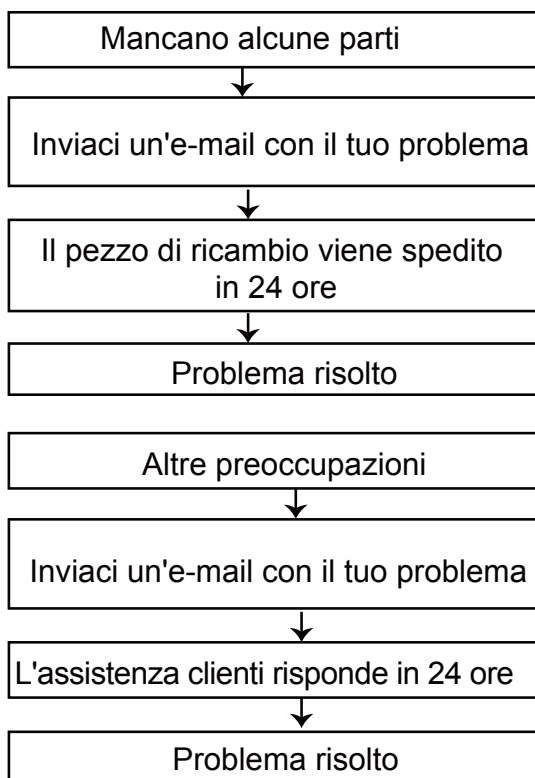 Mancano alcune parti
Inviaci un'e-mail con il tuo problema
Il pezzo di ricambio viene spedito
in 24 ore
Problema risolto
Altre preoccupazioni
Inviaci un'e-mail con il tuo problema
L'assistenza clienti risponde in 24 ore
Problema risolto